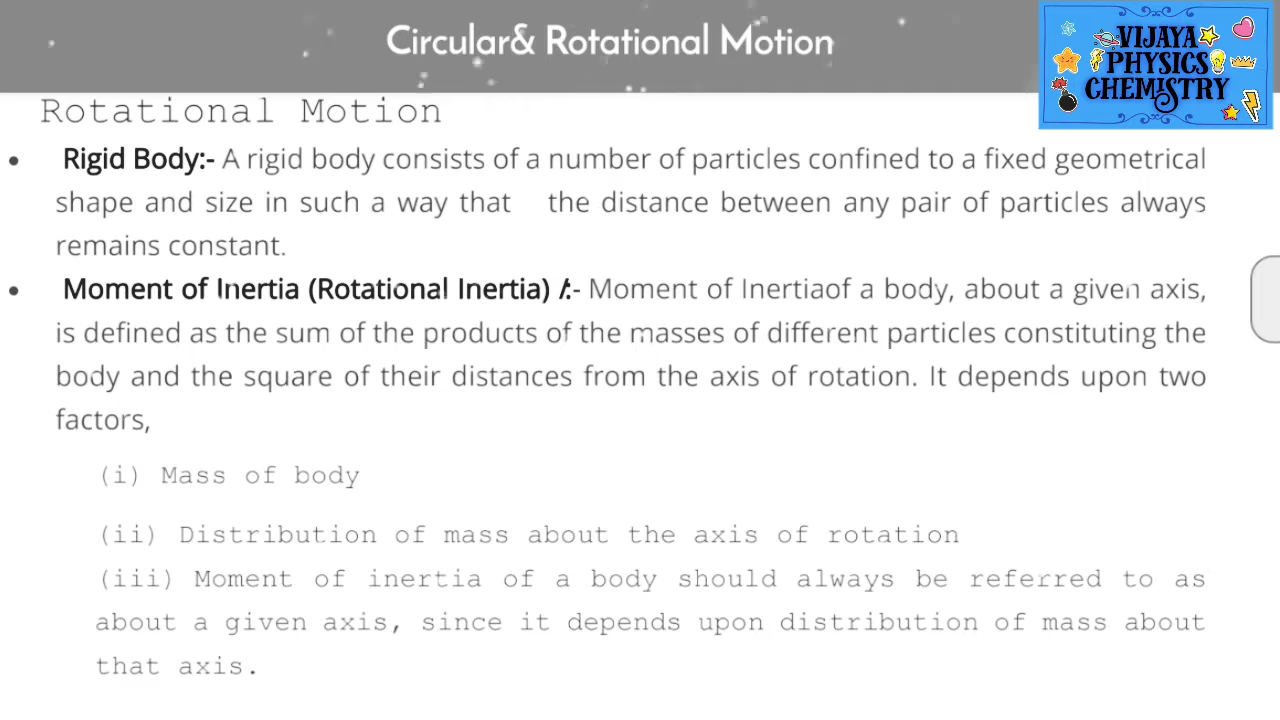 Circular& Rotational Motion
VIJAYA
PHYSICS
CHEMISTRY
Rotational Motion
• Rigid Body:- A rigid body consists of a number of particles confined to a fixed geometrical
shape and size in such a way that the distance between any pair of particles always
remains constant.
• Moment of Inertia (Rotational Inertia) I:- Moment of Inertiaof a body, about a given axis,
is defined as the sum of the products of the masses of different particles constituting the
body and the square of their distances from the axis of rotation. It depends upon two
factors,
(i) Mass of body
(ii) Distribution of mass about the axis of rotation
(iii) Moment of inertia of a body should always be referred to as
about a given axis, since it depends upon distribution of mass about
that axis.